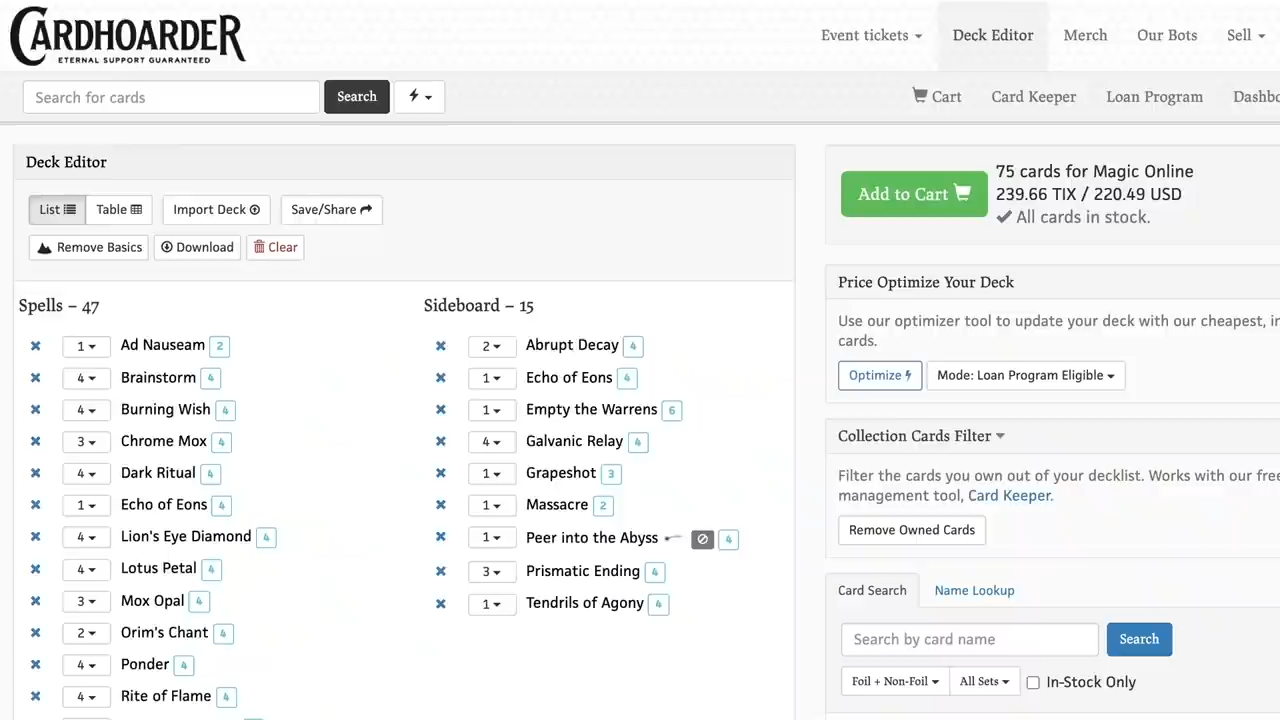 CARDHOARDER
ETERNAL SUPPORT GUARANTEED
Event tickets Deck Editor Merch Our Bots Sell
Search for cards Search
Cart Card Keeper Loan Program Dashbo
Deck Editor
List Table Import Deck Save/Share
Remove Basics Download Clear
Spells – 47
1 Ad Nauseam 2
4 Brainstorm 4
4 Burning Wish 4
3 Chrome Mox 4
4 Dark Ritual 4
1 Echo of Eons 4
4 Lion's Eye Diamond 4
4 Lotus Petal 4
3 Mox Opal 4
2 Orim's Chant 4
4 Ponder 4
4 Rite of Flame 4
Sideboard – 15
2 Abrupt Decay 4
1 Echo of Eons 4
1 Empty the Warrens 6
4 Galvanic Relay 4
1 Grapeshot 3
1 Massacre 2
1 Peer into the Abyss 4
3 Prismatic Ending 4
1 Tendrils of Agony 4
Add to Cart
75 cards for Magic Online
239.66 TIX / 220.49 USD
All cards in stock.
Price Optimize Your Deck
Use our optimizer tool to update your deck with our cheapest, in
cards.
Optimize Mode: Loan Program Eligible
Collection Cards Filter
Filter the cards you own out of your decklist. Works with our free
management tool, Card Keeper.
Remove Owned Cards
Card Search Name Lookup
Search by card name Search
Foil + Non-Foil All Sets In-Stock Only